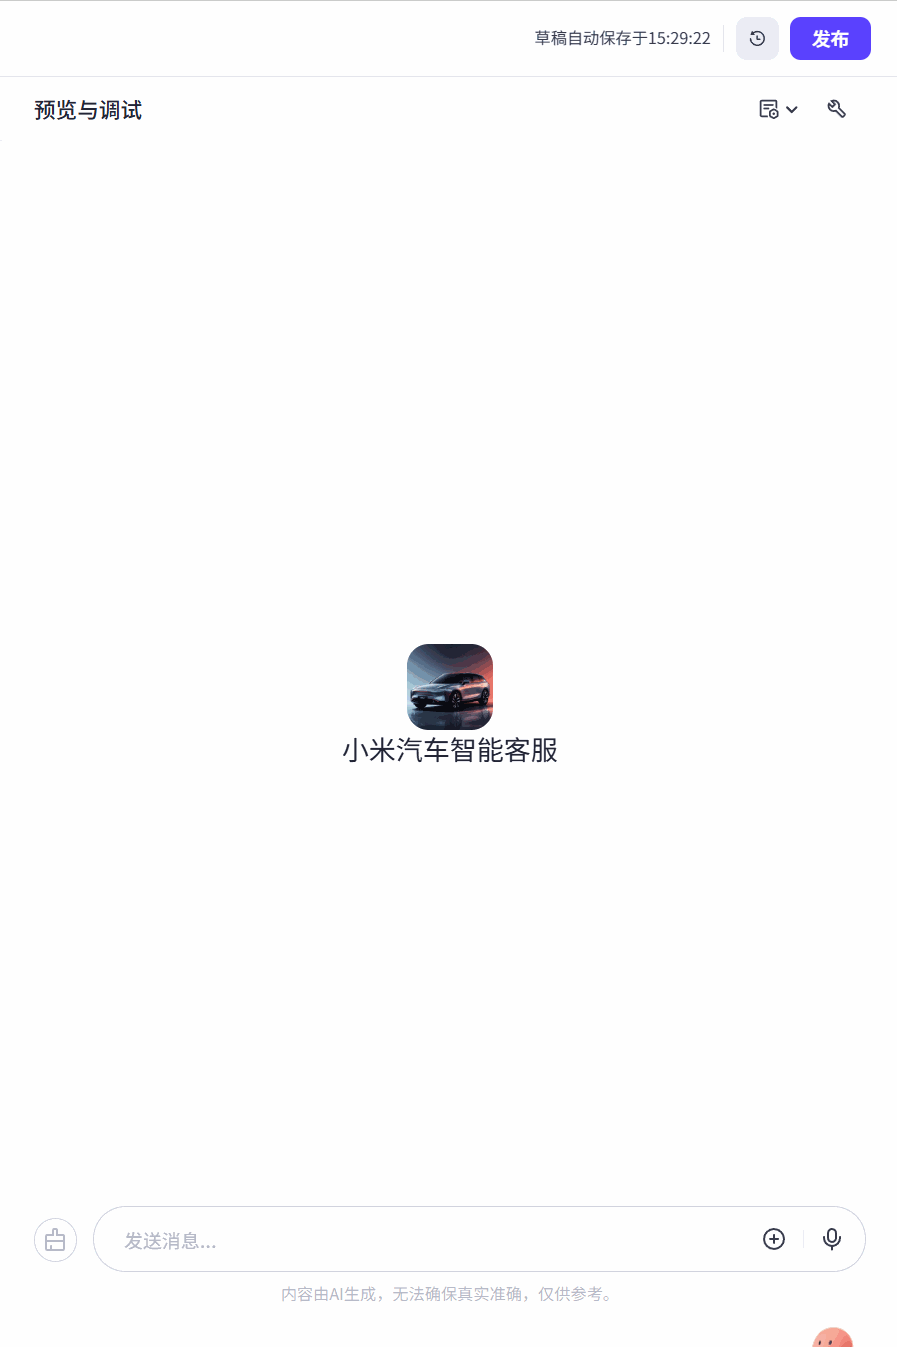 草稿自动保存于15:29:22
发布
预览与调试
小米汽车智能客服
发送消息...
内容由AI生成，无法确保真实准确，仅供参考。